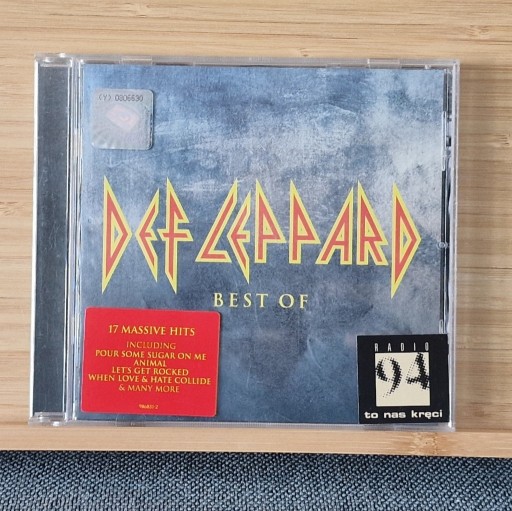 (Y) 0806690
DEF LEPPARD
BEST OF
17 MASSIVE HITS
INCLUDING
POUR SOME SUGAR ON ME
ANIMAL
LET'S GET ROCKED
WHEN LOVE & HATE COLLIDE
& MANY MORE
RADIO
94
to nas kręci